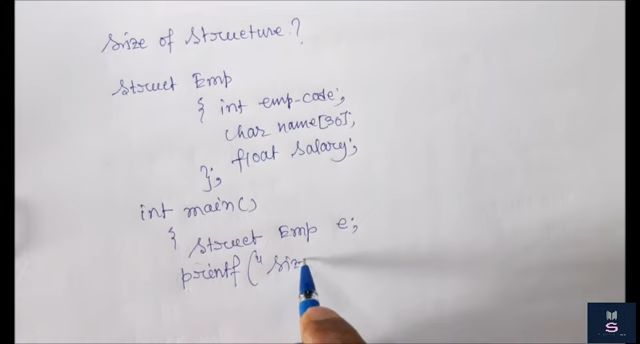 Size of Structure?
Struct Emp
{ int emp-code;
char name[30];
float salary;
};
int main()
{ Struct Emp e;
printf (" Siz
S